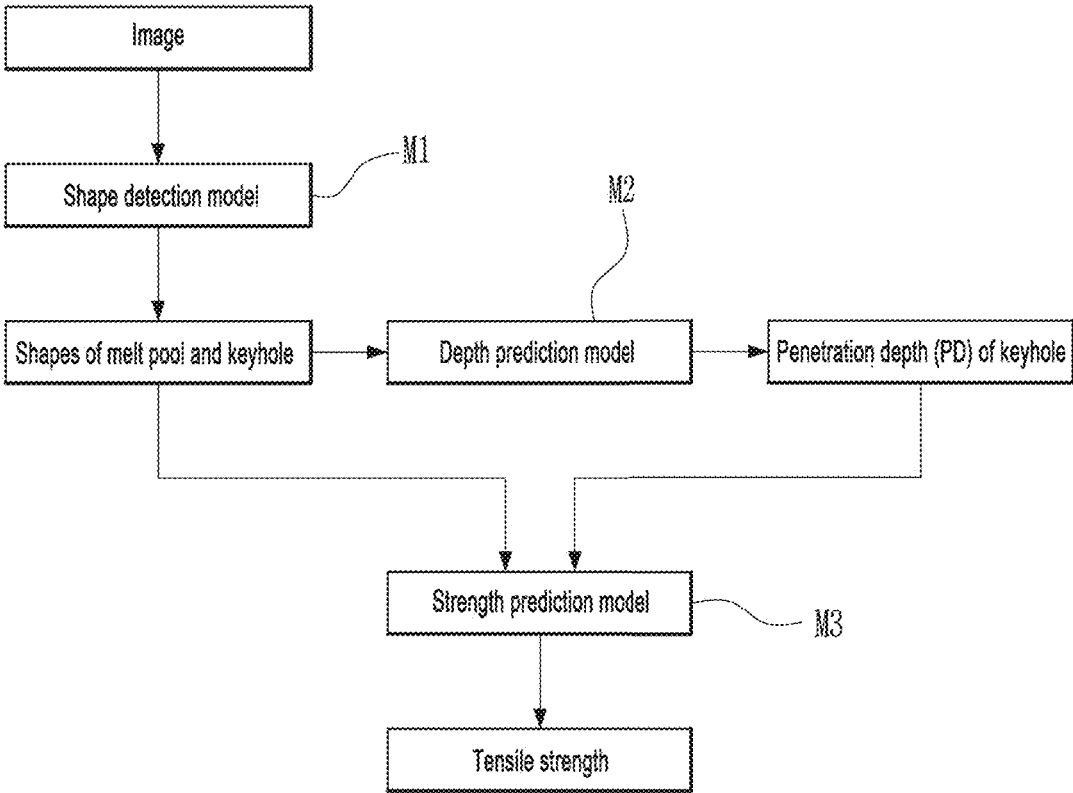 Image
M1
Shape detection model
M2
Shapes of melt pool and keyhole
Depth prediction model
Penetration depth (PD) of keyhole
Strength prediction model
M3
Tensile strength